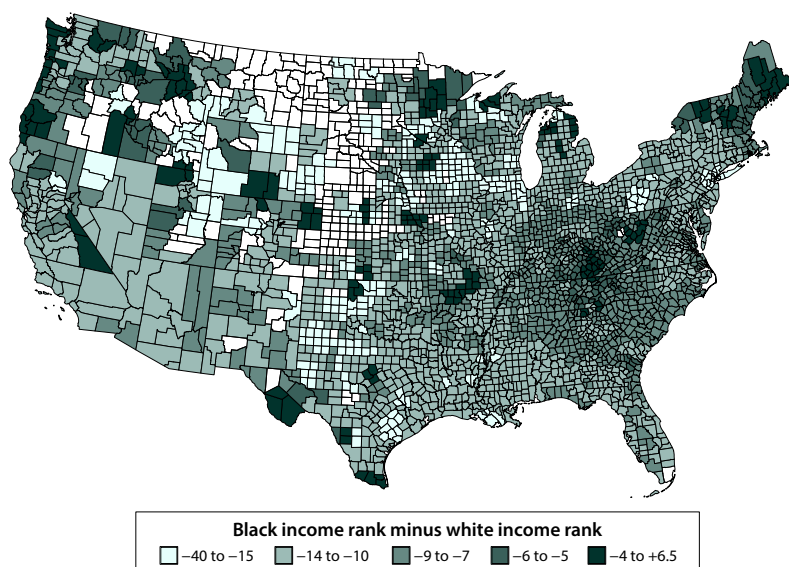 Black income rank minus white income rank
−40 to −15 −14 to −10 −9 to −7 −6 to −5 −4 to +6.5